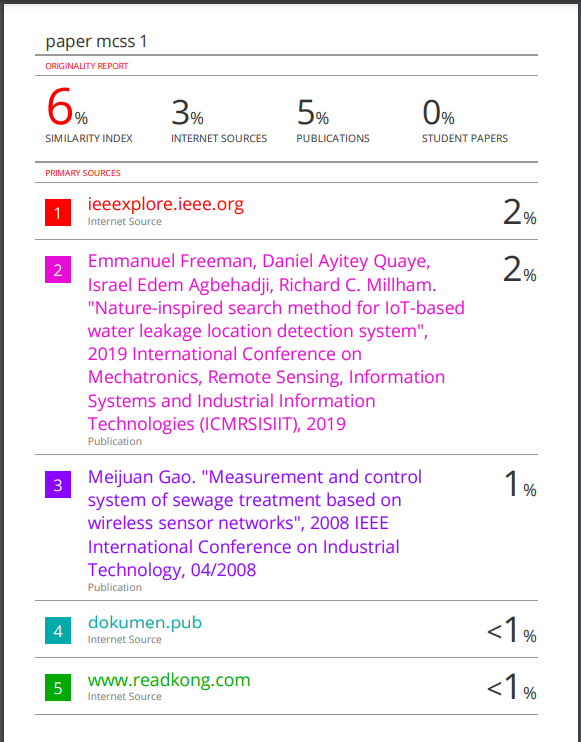 paper mcss 1
ORIGINALITY REPORT
6% 3% 5% 0%
SIMILARITY INDEX INTERNET SOURCES PUBLICATIONS STUDENT PAPERS
PRIMARY SOURCES
1 ieeexplore.ieee.org 2%
Internet Source
2 Emmanuel Freeman, Daniel Ayitey Quaye, 2%
Israel Edem Agbehadji, Richard C. Millham.
"Nature-inspired search method for IoT-based
water leakage location detection system",
2019 International Conference on
Mechatronics, Remote Sensing, Information
Systems and Industrial Information
Technologies (ICMRSISIIT), 2019
Publication
3 Meijuan Gao. "Measurement and control 1%
system of sewage treatment based on
wireless sensor networks", 2008 IEEE
International Conference on Industrial
Technology, 04/2008
Publication
4 dokumen.pub <1%
Internet Source
5 www.readkong.com <1%
Internet Source